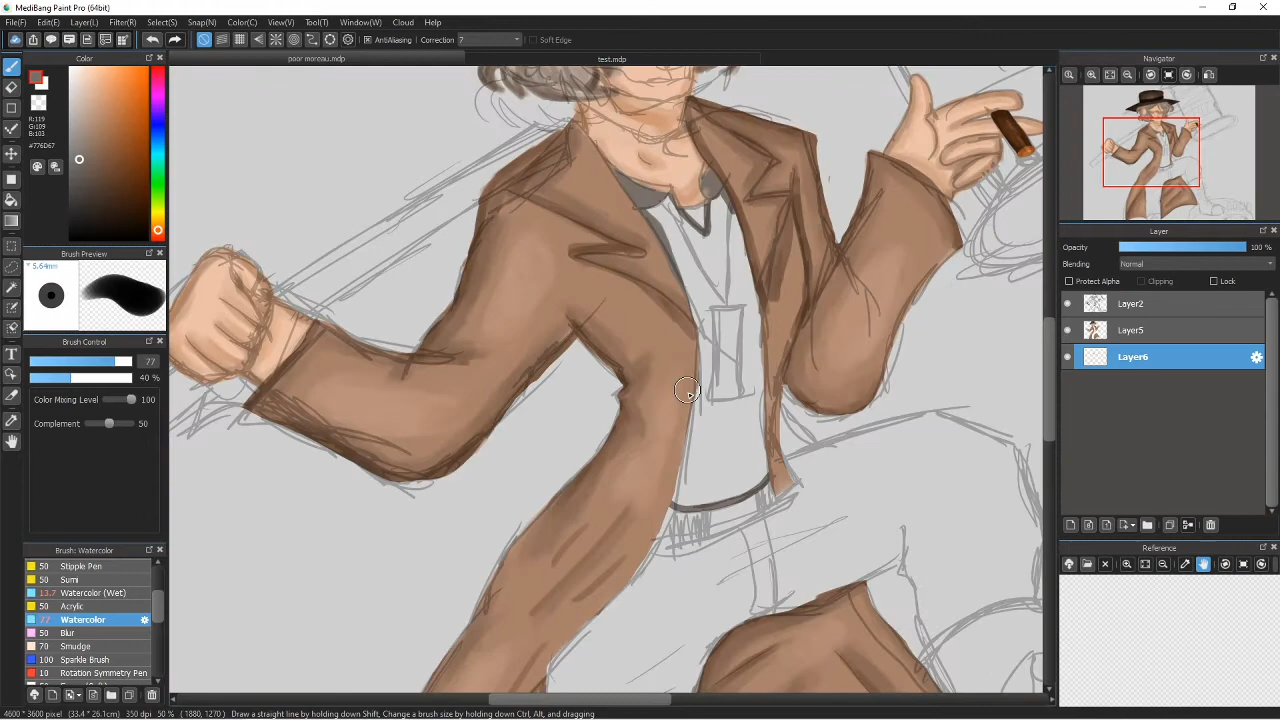 MediBang Paint Pro (64bit)
File(F) Edit(E) Layer(L) Filter(R) Select(S) Snap(N) Color(C) View(V) Tool(T) Window(W) Cloud Help
AntiAliasing Correction 7 Soft Edge
Color
poor moreau.mdp
test.mdp
Navigator
R:119
G:109
B:103
#776D67
Brush Preview
* 5.64mm
Brush Control
77
40 %
Color Mixing Level 100
Complement 50
Brush: Watercolor
50 Stipple Pen
50 Sumi
13.7 Watercolor (Wet)
50 Acrylic
77 Watercolor
50 Blur
70 Smudge
100 Sparkle Brush
10 Rotation Symmetry Pen
Layer
Opacity 100 %
Blending Normal
Protect Alpha Clipping Lock
Layer2
Layer5
Layer6
Reference
4600 * 3600 pixel (33.4 * 26.1cm) 350 dpi 50 % ( 1880, 1270 ) Draw a straight line by holding down Shift, Change a brush size by holding down Ctrl, Alt, and dragging